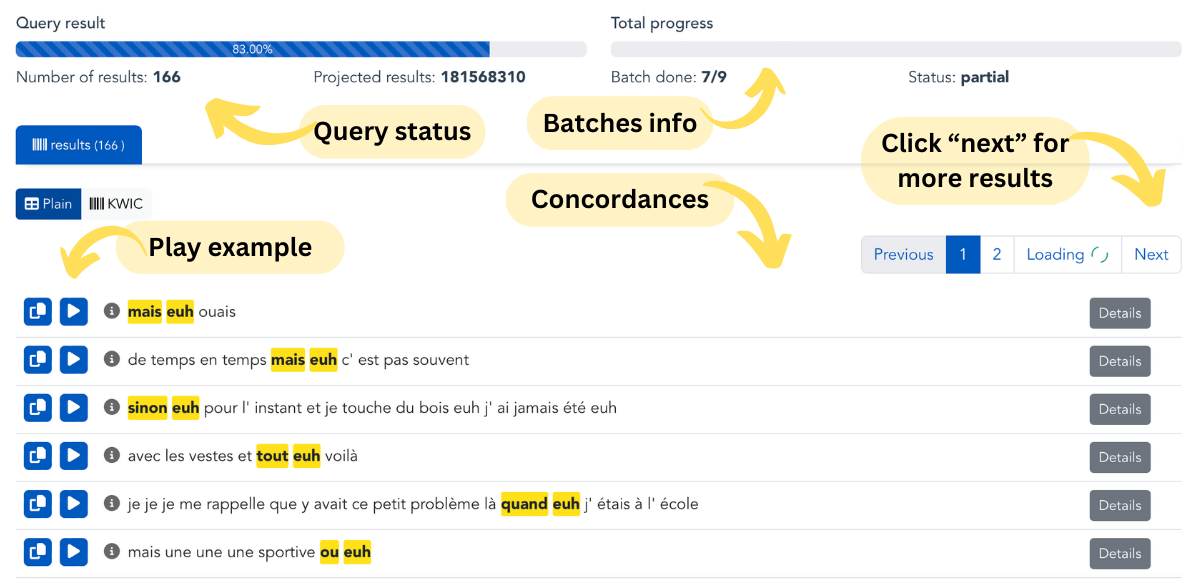 Query result Total progress
83.00%
Number of results: 166 Projected results: 181568310 Batch done: 7/9 Status: partial
Query status
Batches info
Click “next” for
more results
results (166 )
Concordances
Plain KWIC
Play example
Previous 1 2 Loading Next
mais euh ouais Details
de temps en temps mais euh c' est pas souvent Details
sinon euh pour l' instant et je touche du bois euh j' ai jamais été euh Details
avec les vestes et tout euh voilà Details
je je je me rappelle que y avait ce petit problème là quand euh j' étais à l' école Details
mais une une une sportive ou euh Details